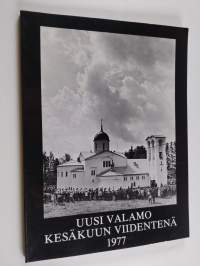 UUSI VALAMO
KESÄKUUN VIIDENTENÄ
1977